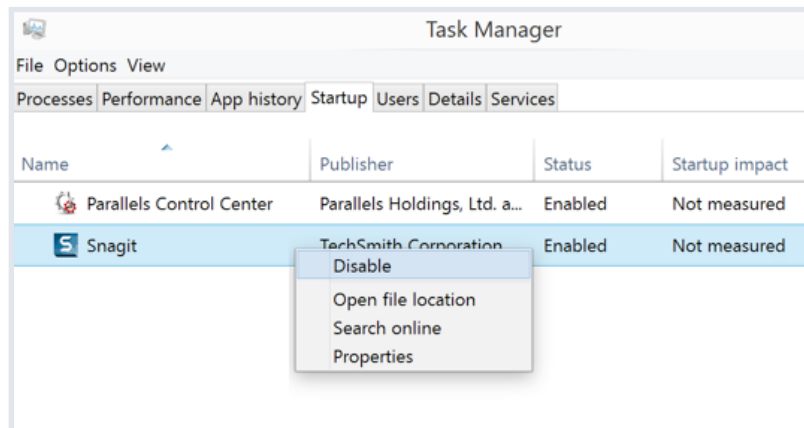 Task Manager
File Options View
Processes Performance App history Startup Users Details Services
Name Publisher Status Startup impact
Parallels Control Center Parallels Holdings, Ltd. a... Enabled Not measured
S Snagit TechSmith Corporation Enabled Not measured
Disable
Open file location
Search online
Properties